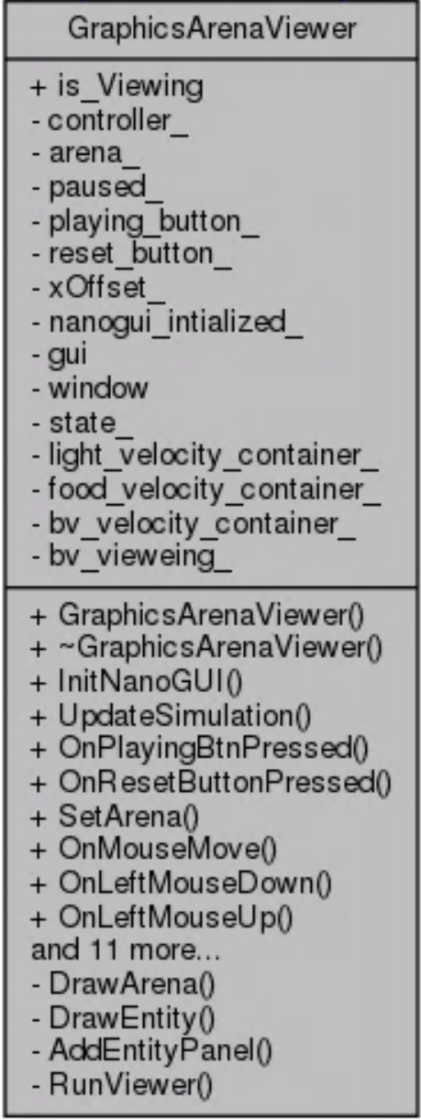 GraphicsArenaViewer
+ is_Viewing
- controller_
- arena_
- paused_
- playing_button_
- reset_button_
- xOffset_
- nanogui_intialized_
- gui
- window
- state_
- light_velocity_container_
- food_velocity_container_
- bv_velocity_container_
- bv_vieweing_
+ GraphicsArenaViewer()
+ ~GraphicsArenaViewer()
+ InitNanoGUI()
+ UpdateSimulation()
+ OnPlayingBtnPressed()
+ OnResetButtonPressed()
+ SetArena()
+ OnMouseMove()
+ OnLeftMouseDown()
+ OnLeftMouseUp()
and 11 more...
- DrawArena()
- DrawEntity()
- AddEntityPanel()
- RunViewer()